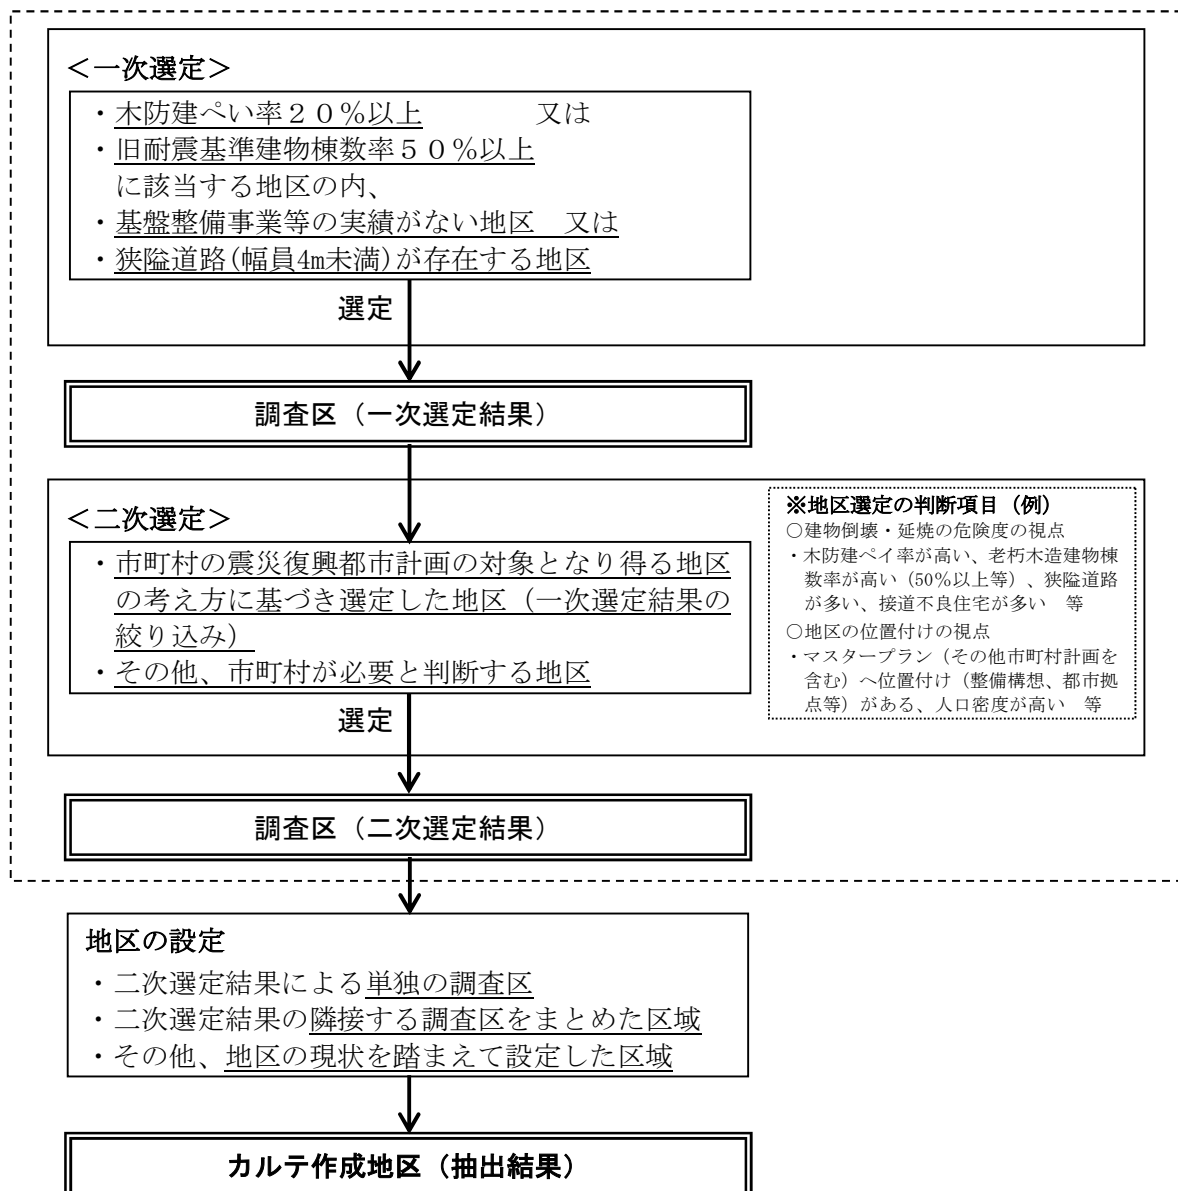 ＜一次選定＞
・木防建ぺい率２０％以上　　　　又は
・旧耐震基準建物棟数率５０％以上
に該当する地区の内、
・基盤整備事業等の実績がない地区　又は
・狭隘道路(幅員4m未満)が存在する地区
選定
調査区（一次選定結果）
＜二次選定＞
・市町村の震災復興都市計画の対象となり得る地区
の考え方に基づき選定した地区（一次選定結果の
絞り込み）
・その他、市町村が必要と判断する地区
選定
※地区選定の判断項目（例）
○建物倒壊・延焼の危険度の視点
・木防建ペイ率が高い、老朽木造建物棟
数率が高い（50％以上等）、狭隘道路
が多い、接道不良住宅が多い　等
○地区の位置付けの視点
・マスタープラン（その他市町村計画を
含む）へ位置付け（整備構想、都市拠
点等）がある、人口密度が高い　等
調査区（二次選定結果）
地区の設定
・二次選定結果による単独の調査区
・二次選定結果の隣接する調査区をまとめた区域
・その他、地区の現状を踏まえて設定した区域
カルテ作成地区（抽出結果）